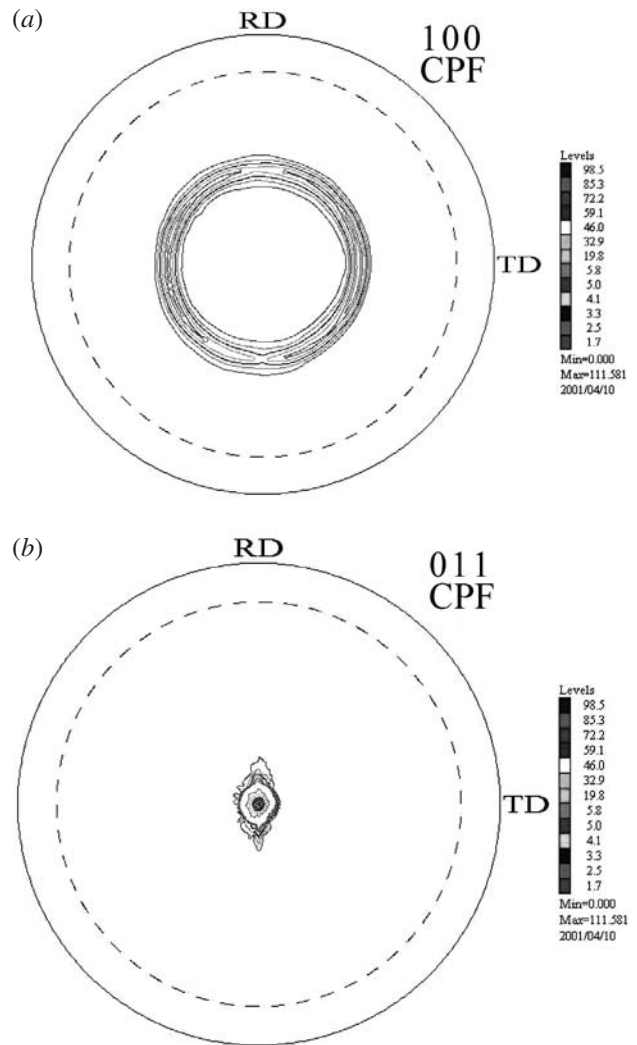 (a)
RD
100
CPF
TD
Levels
98.5
85.3
72.2
59.1
46.0
32.9
19.8
5.8
5.0
4.1
3.3
2.5
1.7
Min=0.000
Max=111.581
2001/04/10
(b)
RD
011
CPF
TD
Levels
98.5
85.3
72.2
59.1
46.0
32.9
19.8
5.8
5.0
4.1
3.3
2.5
1.7
Min=0.000
Max=111.581
2001/04/10